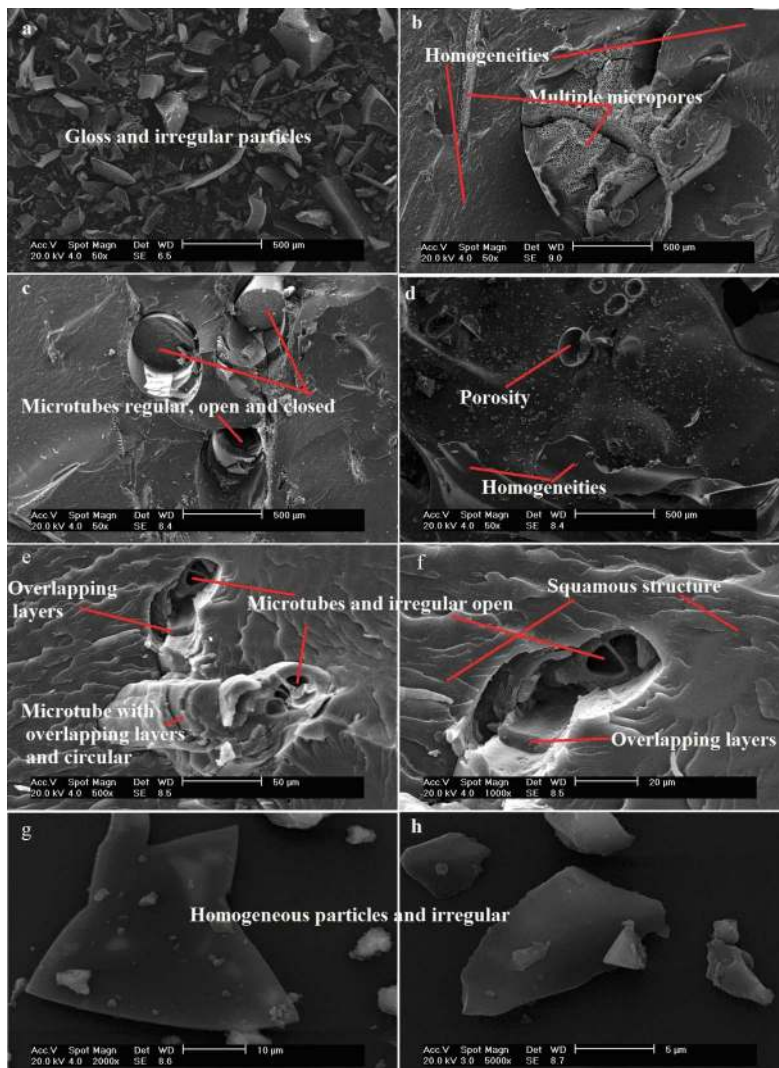 a
Gloss and irregular particles
Acc.V Spot Magn Det WD 500 µm
20.0 kV 4.0 50x SE 6.5
b
Homogeneities
Multiple micropores
Acc.V Spot Magn Det WD 500 µm
20.0 kV 4.0 50x SE 9.0
c
Microtubes regular, open and closed
Acc.V Spot Magn Det WD 500 µm
20.0 kV 4.0 50x SE 8.4
d
Porosity
Homogeneities
Acc.V Spot Magn Det WD 500 µm
20.0 kV 4.0 50x SE 8.4
e
Overlapping
layers
Microtubes and irregular open
Microtube with
overlapping layers
and circular
Acc.V Spot Magn Det WD 50 µm
20.0 kV 4.0 500x SE 8.5
f
Squamous structure
Overlapping layers
Acc.V Spot Magn Det WD 20 µm
20.0 kV 4.0 1000x SE 8.5
g
Homogeneous particles and irregular
Acc.V Spot Magn Det WD 10 µm
20.0 kV 4.0 2000x SE 8.6
h
Acc.V Spot Magn Det WD 5 µm
20.0 kV 3.0 5000x SE 8.7